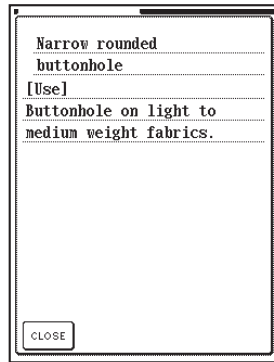 Narrow rounded
buttonhole
[Use]
Buttonhole on light to
medium weight fabrics.
CLOSE